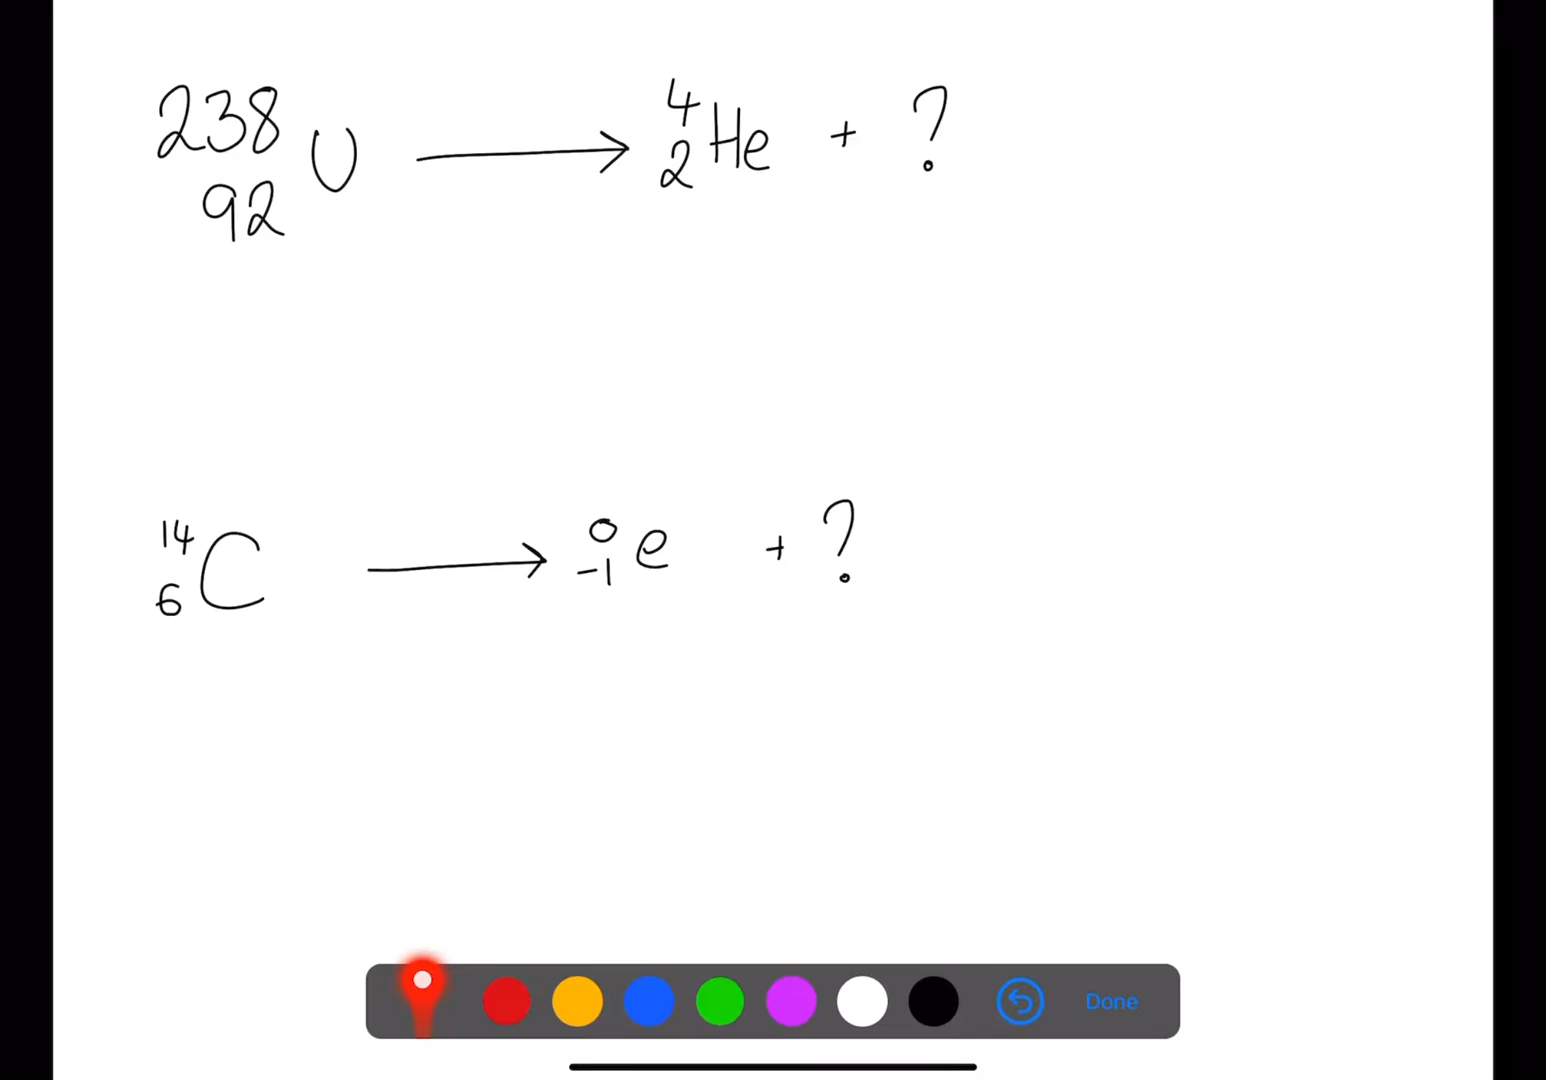 238 U → 4 He + ?
92 2
14 C → 0 e + ?
6 -1
Done